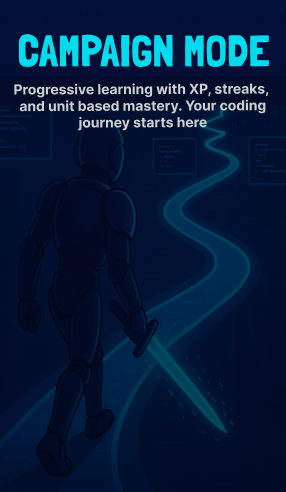 CAMPAIGN MODE
Progressive learning with XP, streaks,
and unit based mastery. Your coding
journey starts here